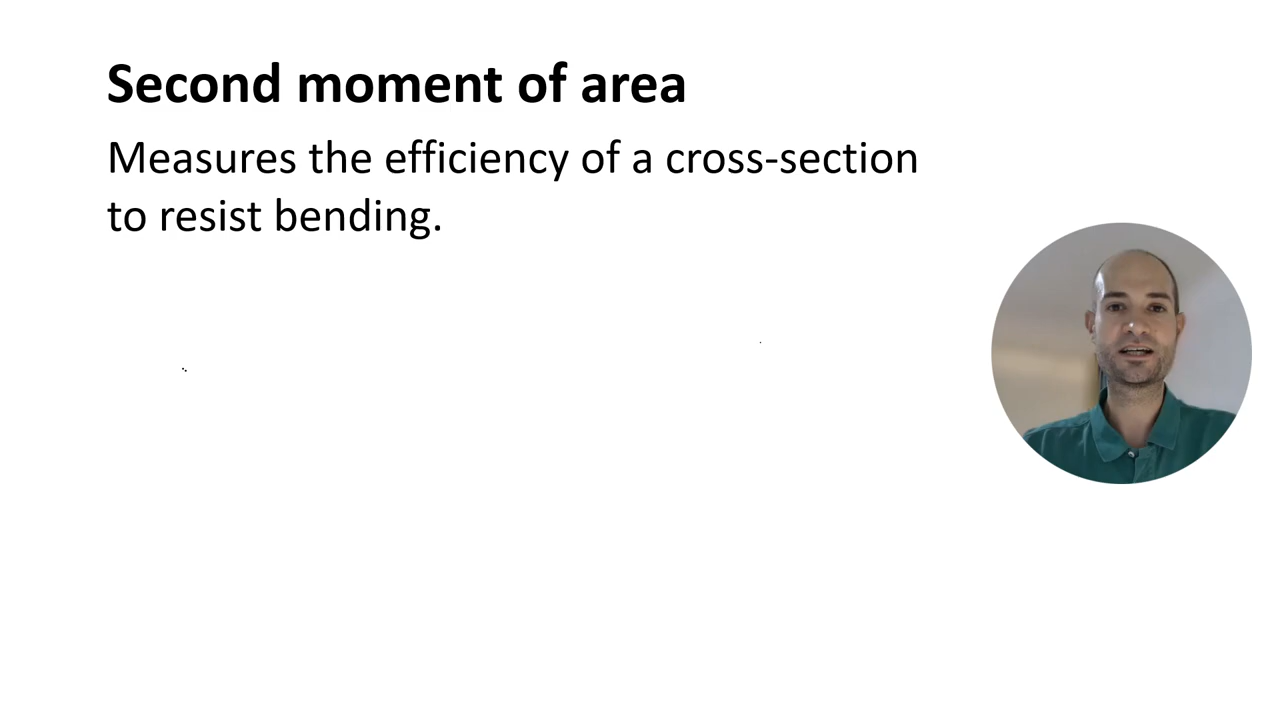 Second moment of area
Measures the efficiency of a cross-section
to resist bending.